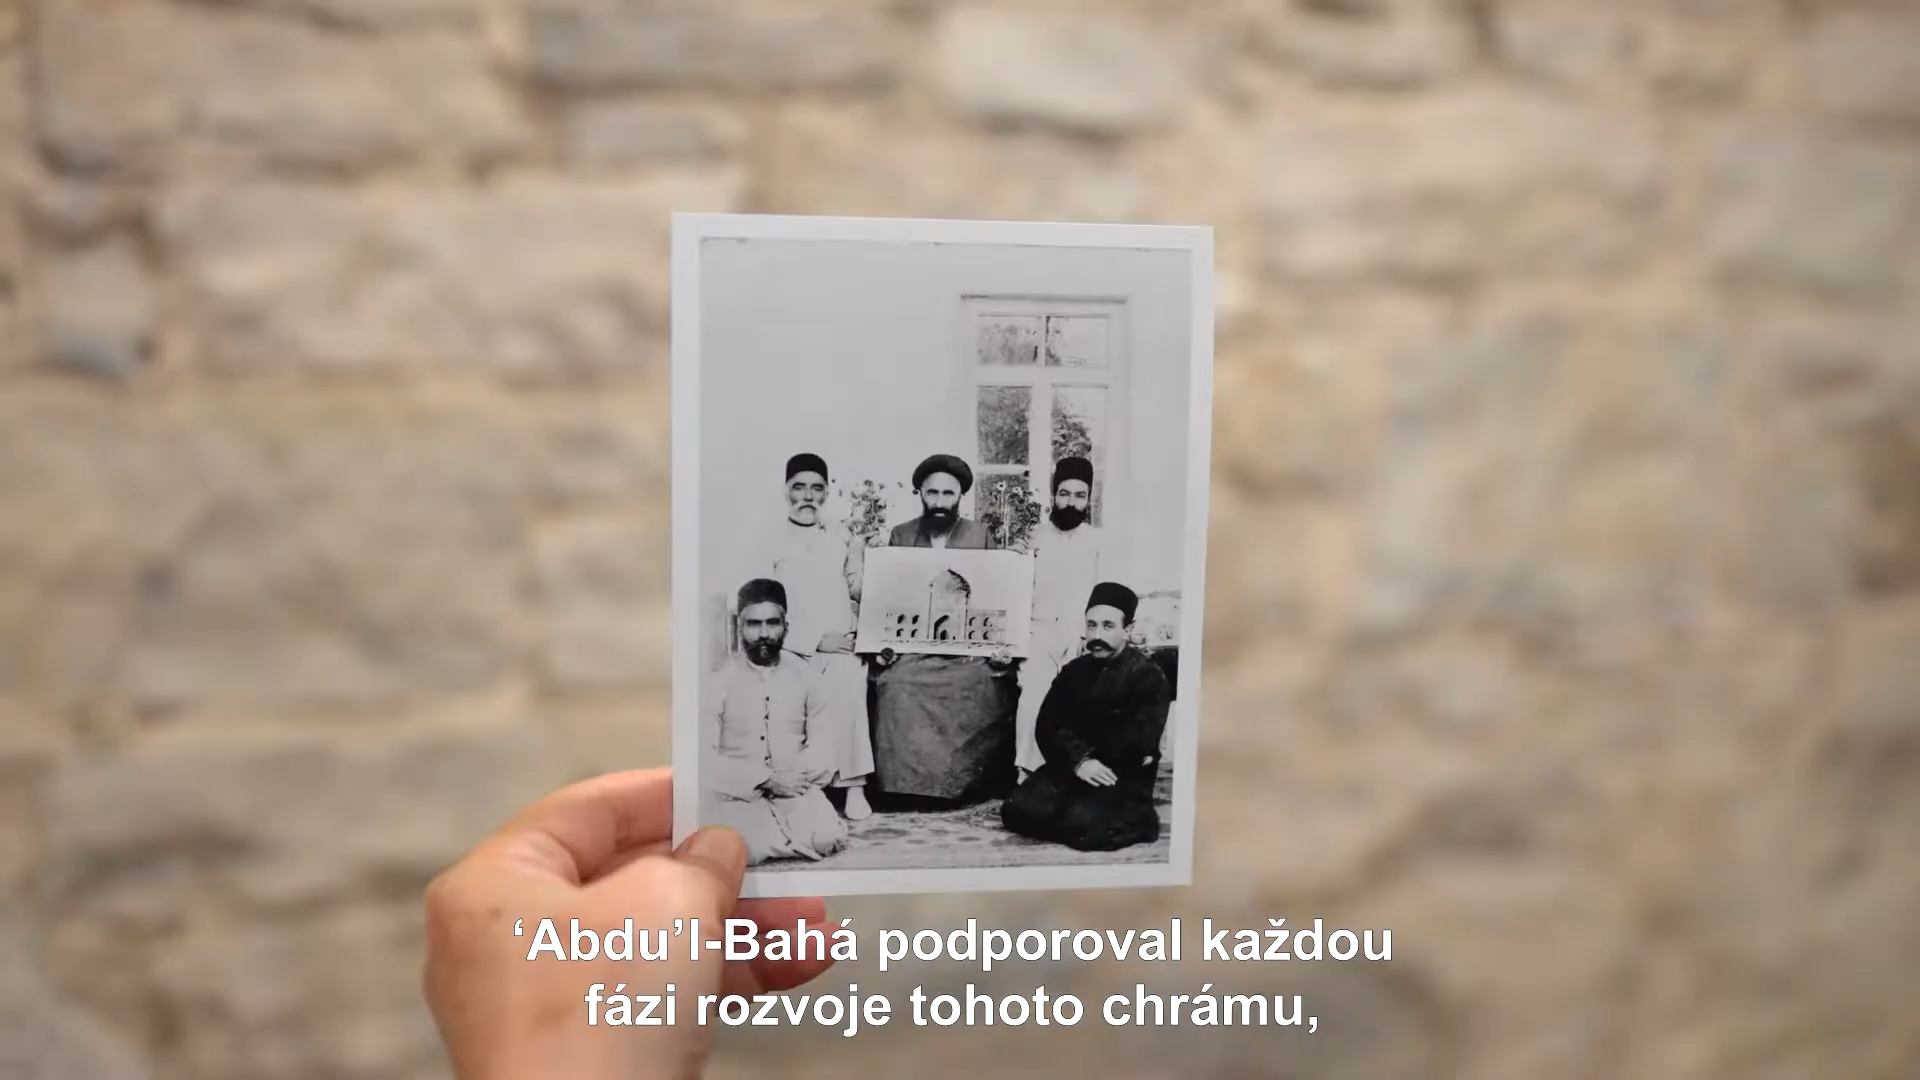 ‘Abdu’l-Bahá podporoval každou
fázi rozvoje tohoto chrámu,